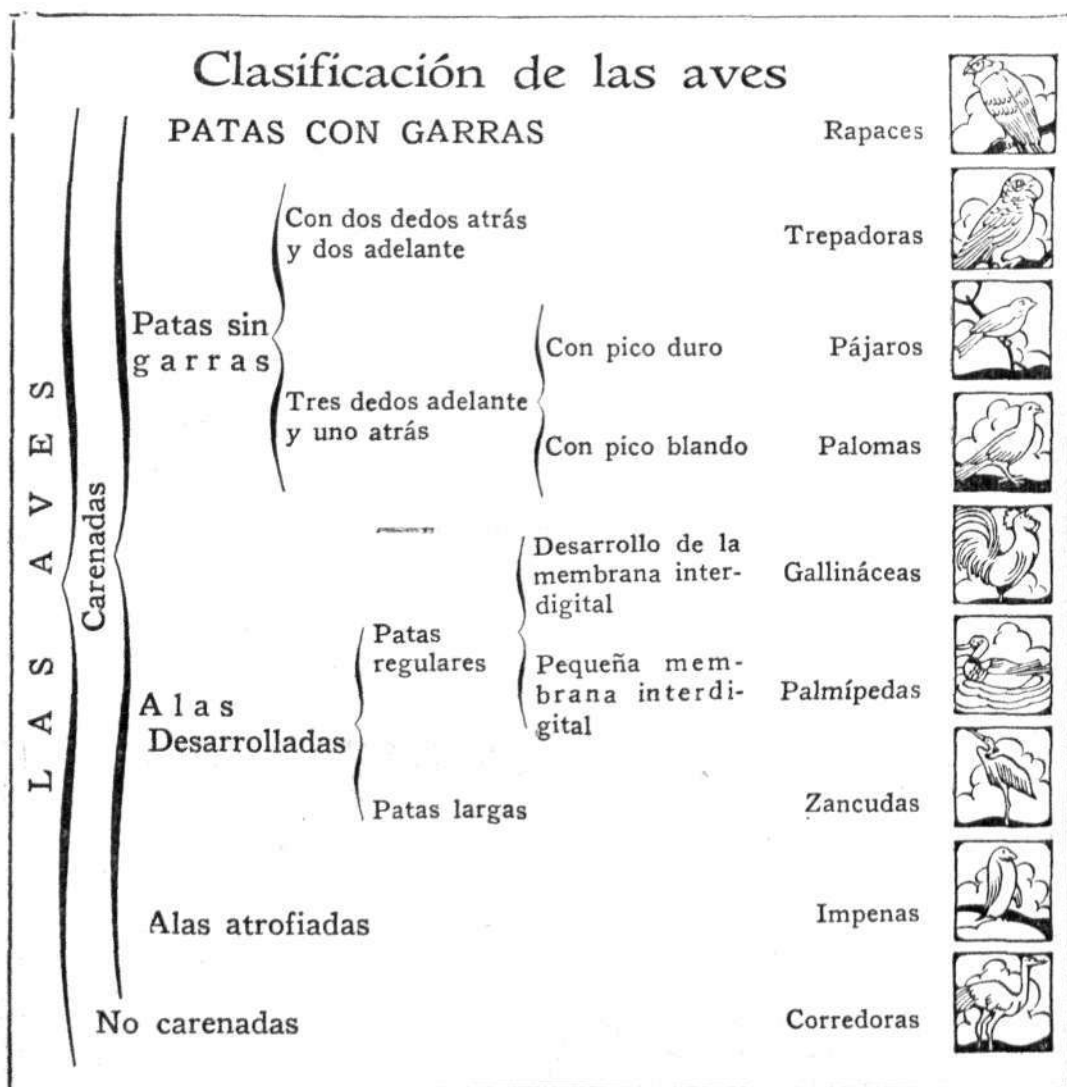 Clasificación de las aves
PATAS CON GARRAS
Rapaces
Con dos dedos atrás
y dos adelante
Trepadoras
Patas sin
garras
Con pico duro
Pájaros
Tres dedos adelante
y uno atrás
Con pico blando
Palomas
LAS AVES
Carenadas
Desarrollo de la
membrana inter-
digital
Gallináceas
Patas
regulares
Pequeña mem-
brana interdi-
gital
Palmípedas
Alas
Desarrolladas
Patas largas
Zancudas
Alas atrofiadas
Impenas
No carenadas
Corredoras